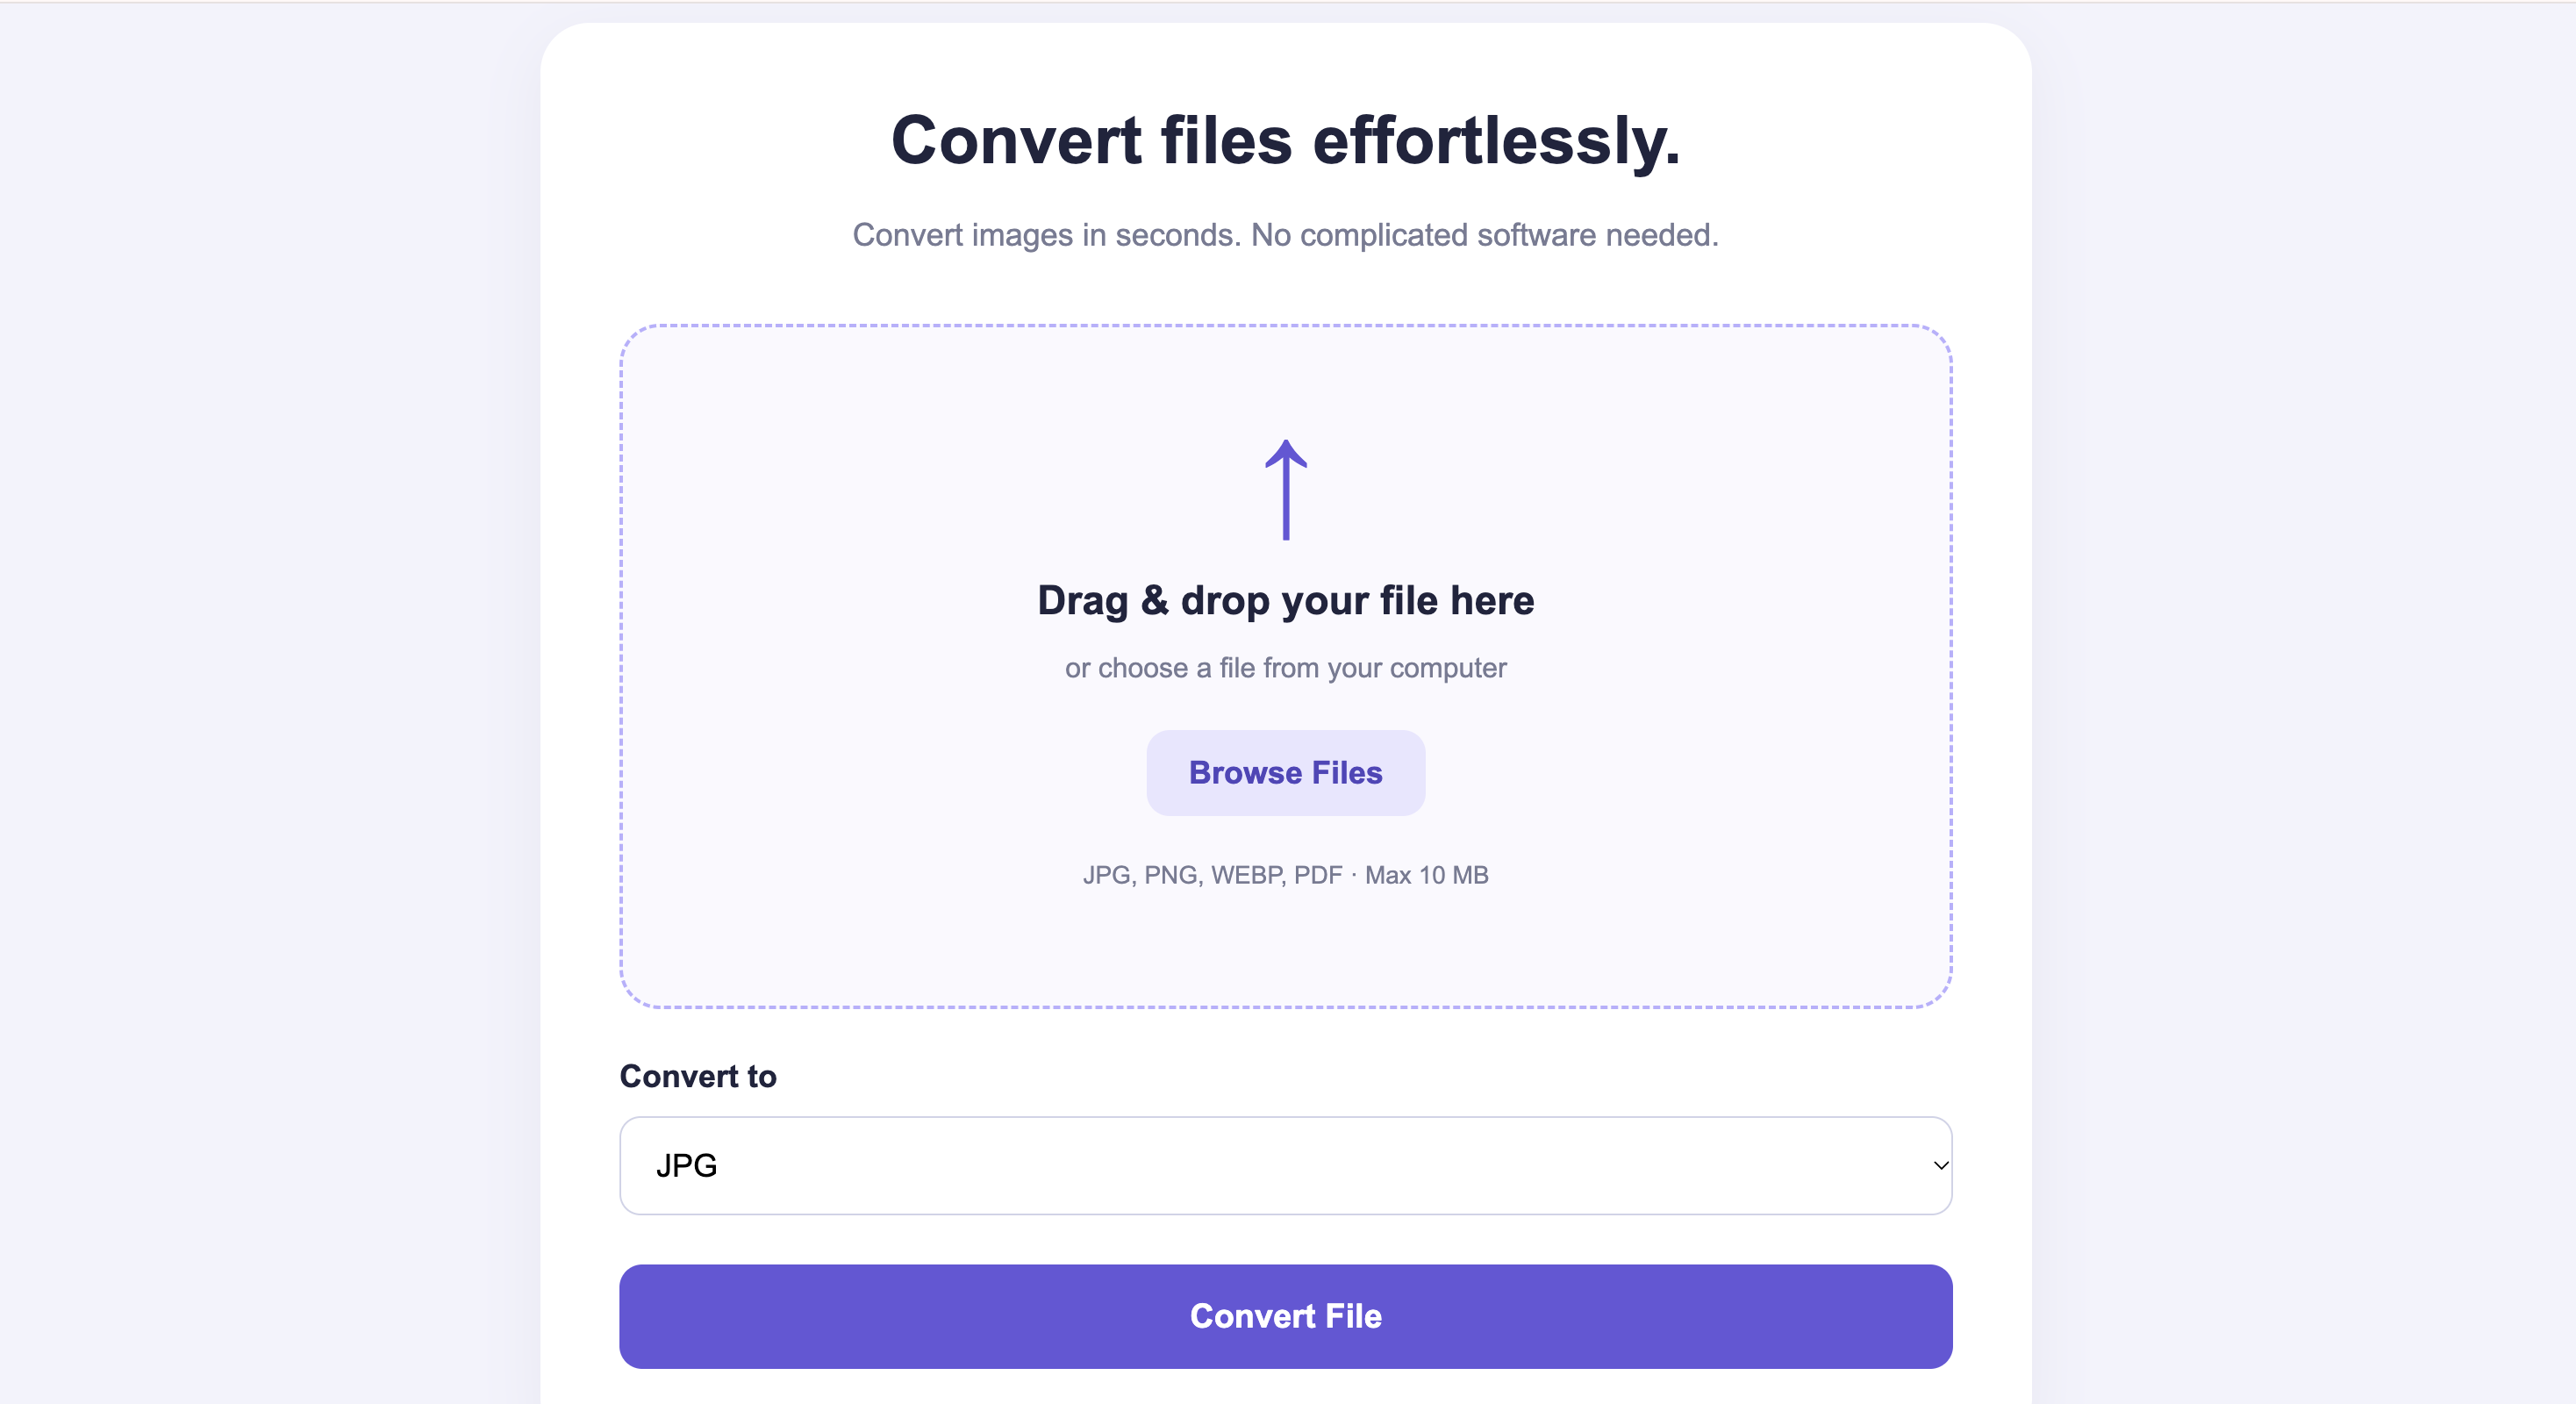 Convert files effortlessly.
Convert images in seconds. No complicated software needed.
Drag & drop your file here
or choose a file from your computer
Browse Files
JPG, PNG, WEBP, PDF · Max 10 MB
Convert to
JPG
Convert File